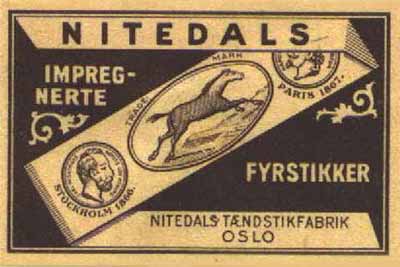 NITEDALS
IMPREG-
NERTE
TRADE MARK
PARIS 1867.
STOCKHOLM 1866.
FYRSTIKKER
NITEDALS TÆNDSTIKFABRIK
OSLO